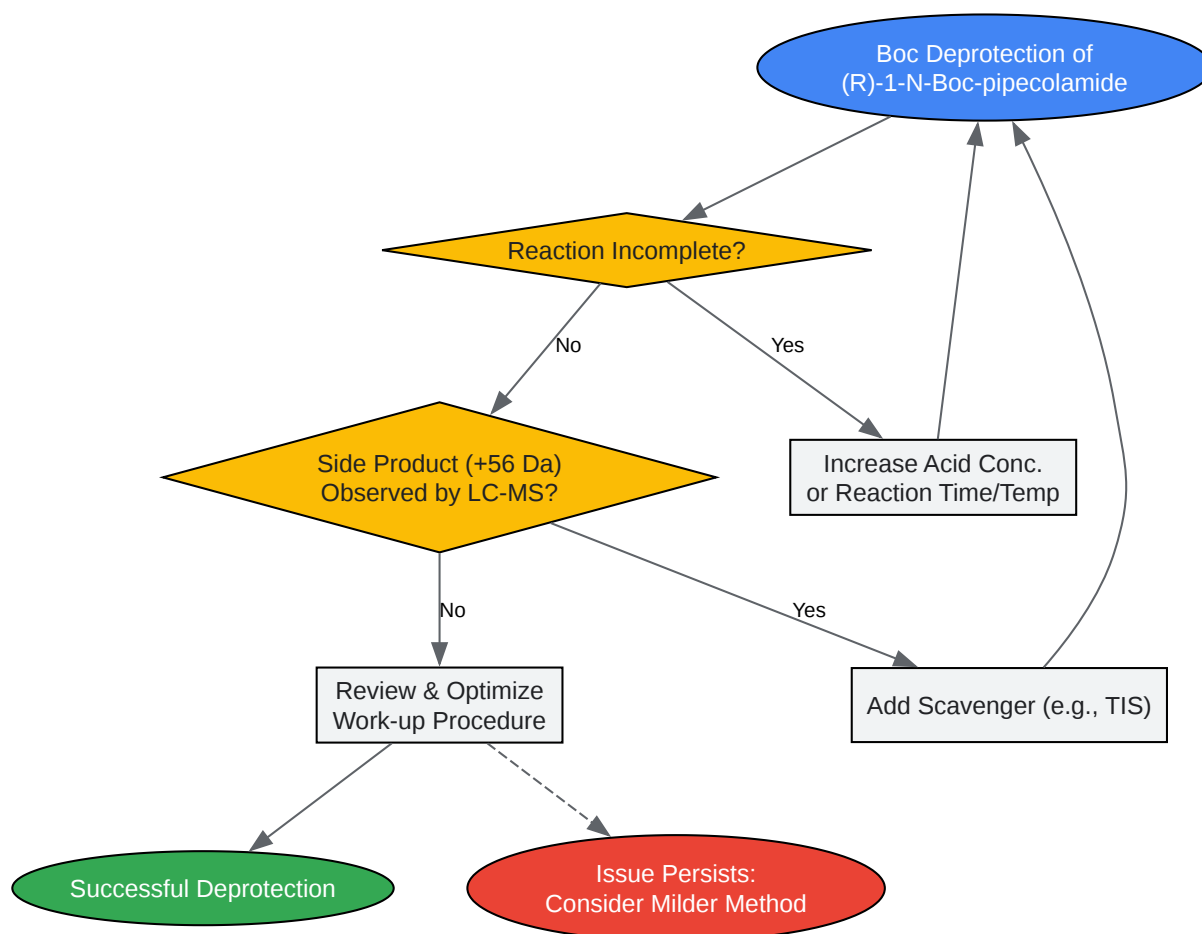 Boc Deprotection of
(R)-1-N-Boc-pipecolamide
Reaction Incomplete?
No
Yes
Side Product (+56 Da)
Observed by LC-MS?
Increase Acid Conc.
or Reaction Time/Temp
No
Yes
Review & Optimize
Work-up Procedure
Add Scavenger (e.g., TIS)
Successful Deprotection
Issue Persists:
Consider Milder Method